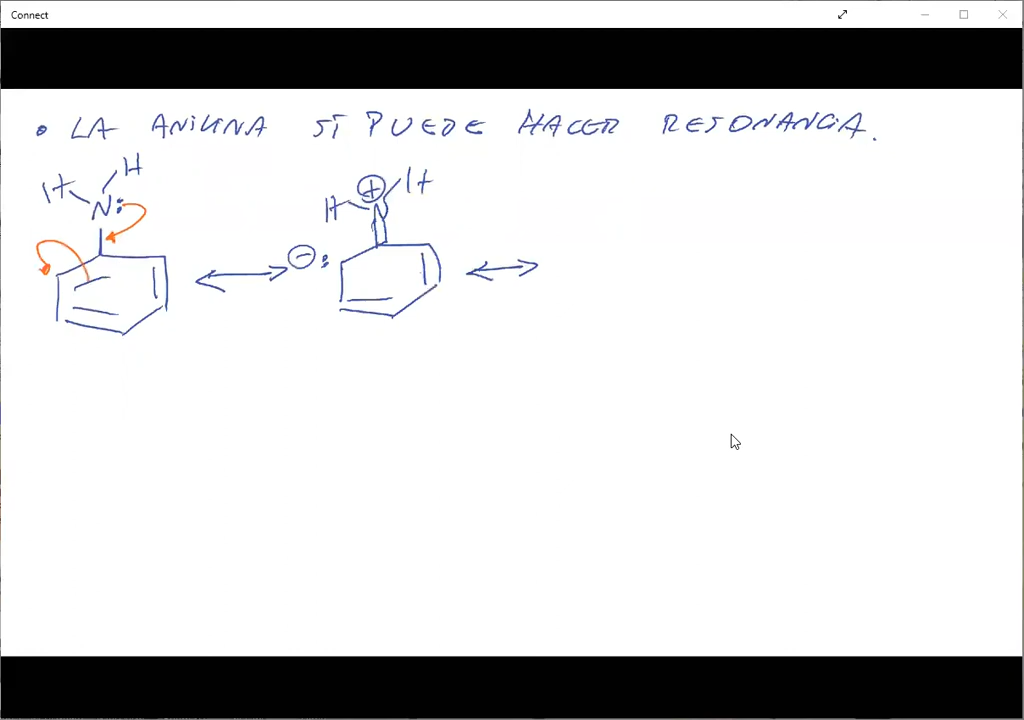 Connect
• LA ANILINA SI PUEDE HACER RESONANCIA.
H H
N:
H ⊕ H
N
⊖ :